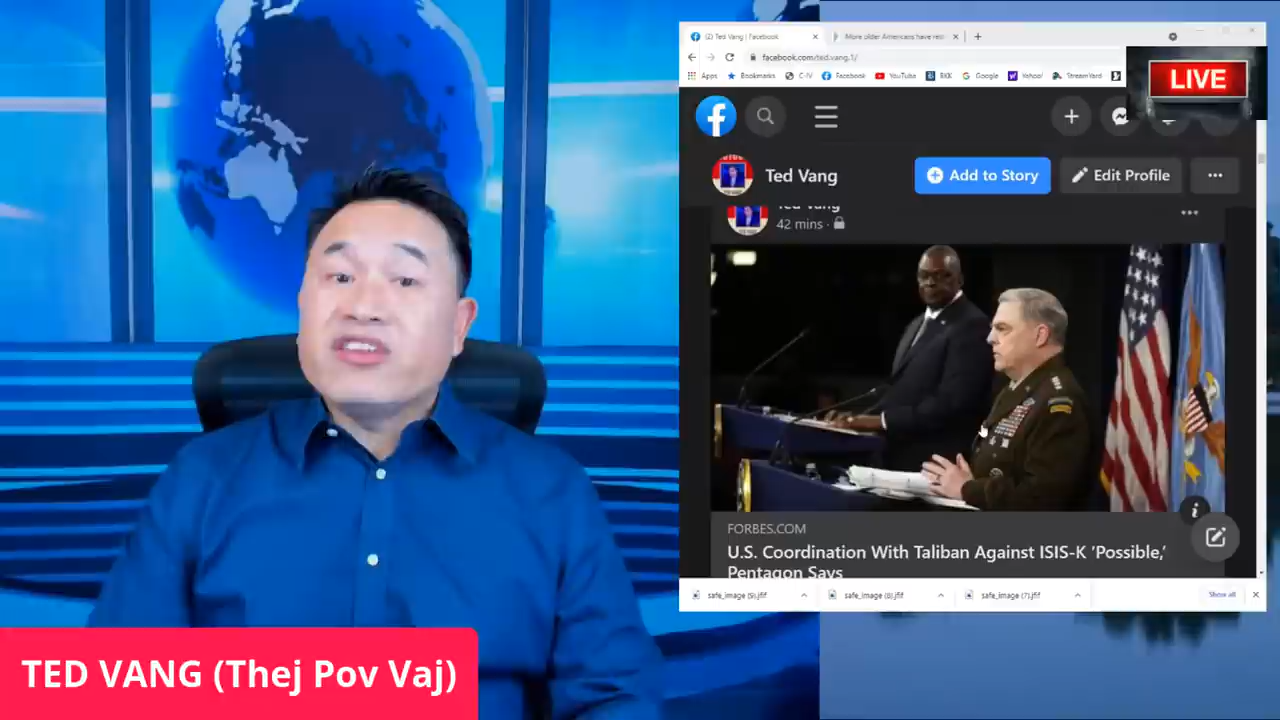 (2) Ted Vang | Facebook
More older Americans have res
facebook.com/ted.vang.1/
Apps Bookmarks C-IV Facebook YouTube BKK Google Yahoo! StreamYard
LIVE
Ted Vang
Add to Story
Edit Profile
Ted Vang
42 mins ·
FORBES.COM
U.S. Coordination With Taliban Against ISIS-K ‘Possible,’
Pentagon Says
safe_image (9).jfif
safe_image (8).jfif
safe_image (7).jfif
Show all
TED VANG (Thej Pov Vaj)